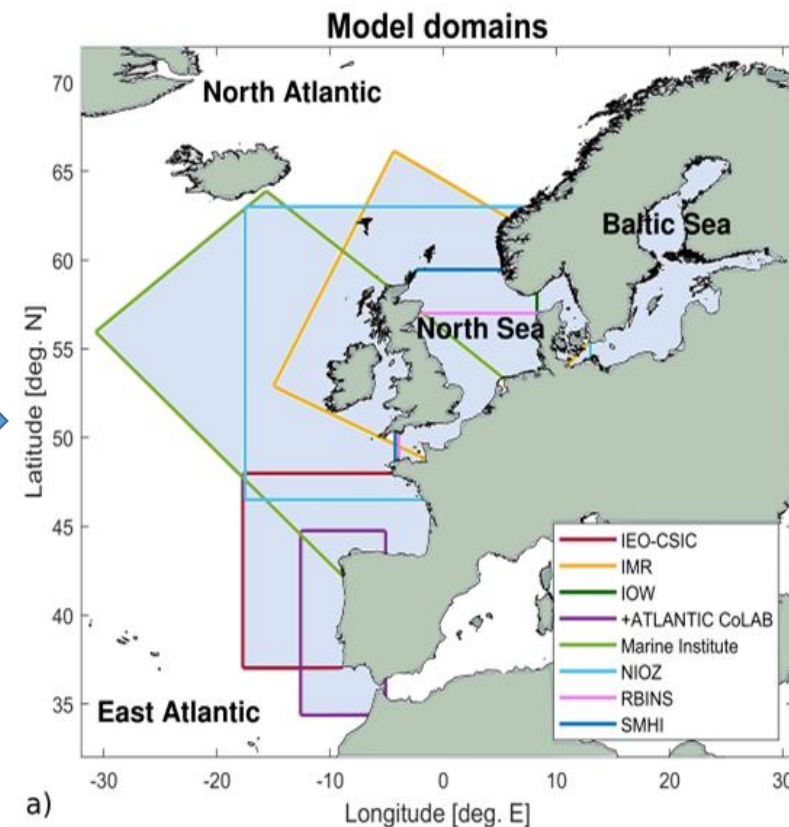 Model domains
North Atlantic
Baltic Sea
North Sea
East Atlantic
70
65
60
55
50
45
40
35
Latitude [deg. N]
IEO-CSIC
IMR
IOW
+ATLANTIC CoLAB
Marine Institute
NIOZ
RBINS
SMHI
-30
-20
-10
0
10
20
30
Longitude [deg. E]
a)